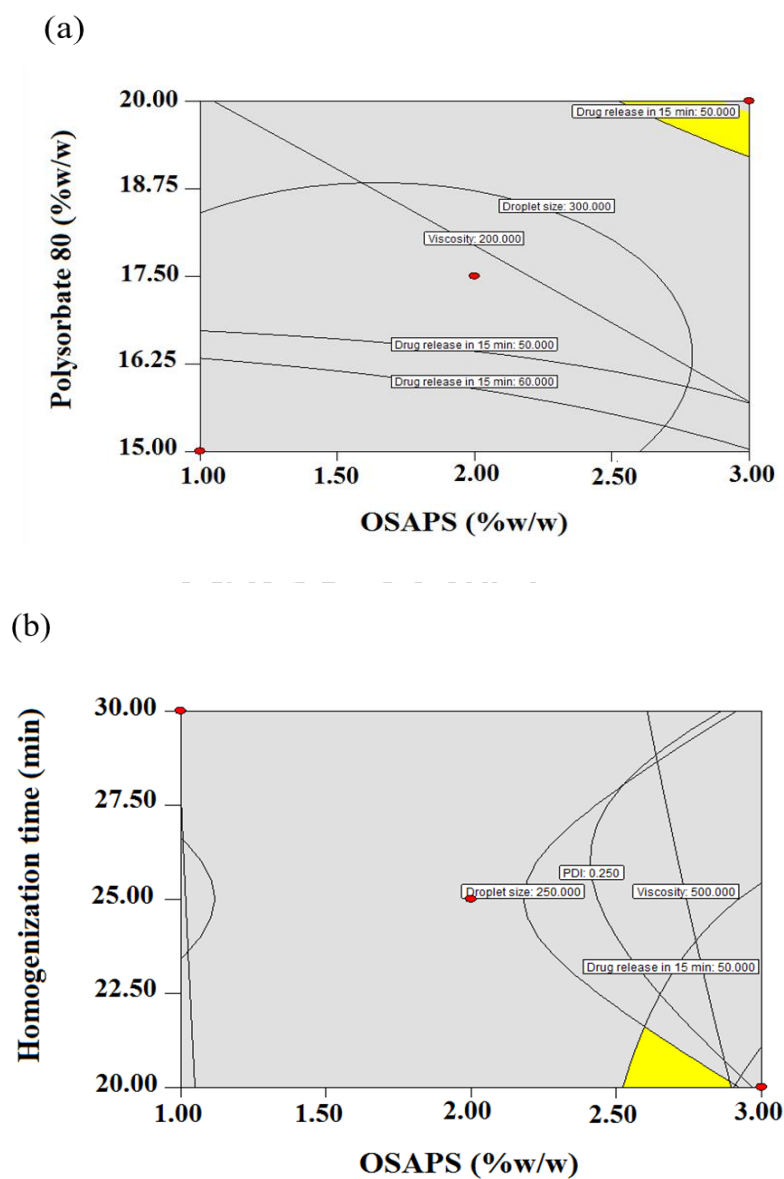 (a)
20.00
18.75
17.50
16.25
15.00
Polysorbate 80 (%w/w)
Drug release in 15 min: 50.000
Droplet size: 300.000
Viscosity: 200.000
Drug release in 15 min: 50.000
Drug release in 15 min: 60.000
1.00 1.50 2.00 2.50 3.00
OSAPS (%w/w)
(b)
30.00
27.50
25.00
22.50
20.00
Homogenization time (min)
PDI: 0.250
Droplet size: 250.000
Viscosity: 500.000
Drug release in 15 min: 50.000
1.00 2.00 2.50 3.00
OSAPS (%w/w)